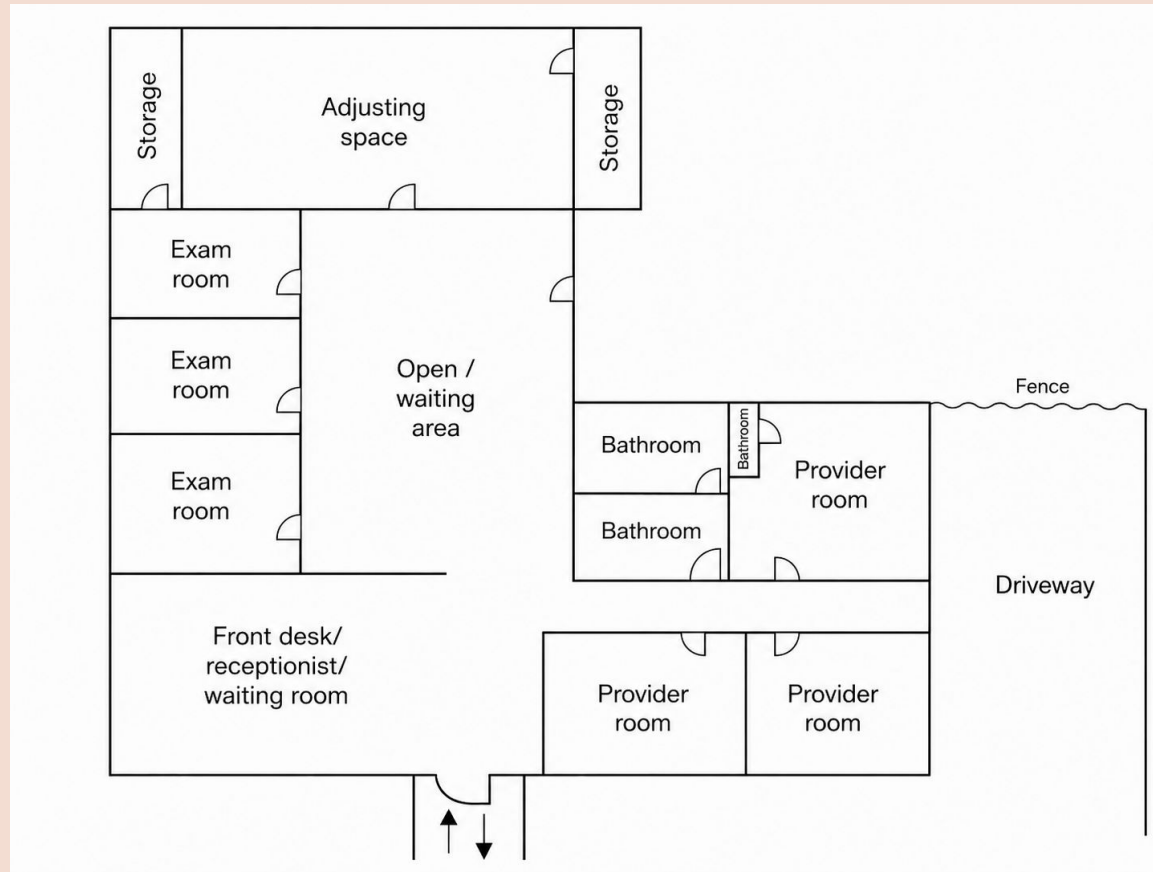 Storage
Adjusting
space
Storage
Exam
room
Exam
room
Open /
waiting
area
Fence
Bathroom
Bathroom
Provider
room
Exam
room
Bathroom
Driveway
Front desk/
receptionist/
waiting room
Provider
room
Provider
room